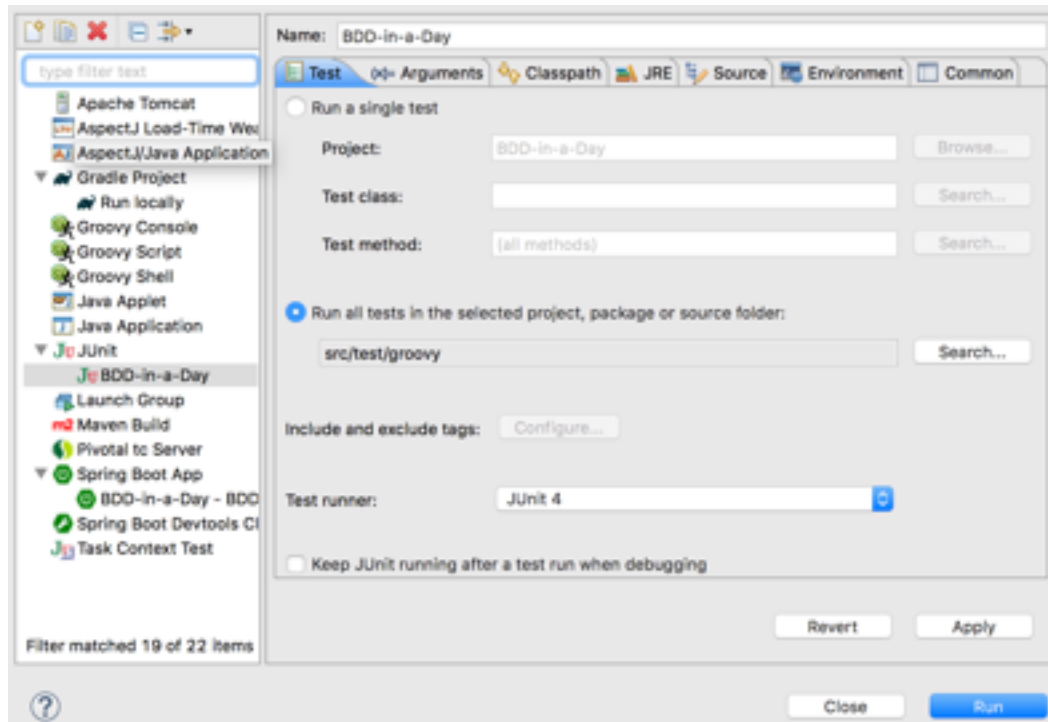 Name: BDD-in-a-Day
type filter text
Test Arguments Classpath JRE Source Environment Common
Apache Tomcat
AspectJ Load-Time Wea
AspectJ/Java Application
Gradle Project
Run locally
Groovy Console
Groovy Script
Groovy Shell
Java Applet
Java Application
JUnit
BDD-in-a-Day
Launch Group
m2 Maven Build
Pivotal tc Server
Spring Boot App
BDD-in-a-Day - BDD
Spring Boot Devtools Cl
Task Context Test
Filter matched 19 of 22 items
Run a single test
Project: BDD-in-a-Day Browse...
Test class: Search...
Test method: (all methods) Search...
Run all tests in the selected project, package or source folder:
src/test/groovy Search...
Include and exclude tags: Configure...
Test runner: JUnit 4
Keep JUnit running after a test run when debugging
Revert Apply
? Close Run